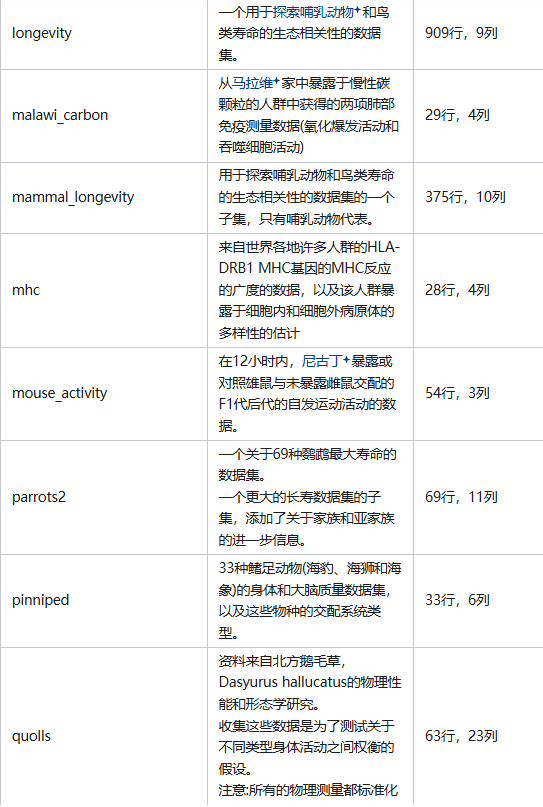 longevity
一个用于探索哺乳动物和鸟
类寿命的生态相关性的数据
集。
909行，9列
malawi_carbon
从马拉维家中暴露于慢性碳
颗粒的人群中获得的两项肺部
免疫测量数据(氧化爆发活动和
吞噬细胞活动)
29行，4列
mammal_longevity
用于探索哺乳动物和鸟类寿命
的生态相关性的数据集的一个
子集，只有哺乳动物代表。
375行，10列
mhc
来自世界各地许多人群的HLA-
DRB1 MHC基因的MHC反应
的广度的数据，以及该人群暴
露于细胞内和细胞外病原体的
多样性的估计
28行，4列
mouse_activity
在12小时内，尼古丁暴露或
对照雄鼠与未暴露雌鼠交配的
F1代后代的自发运动活动的数
据。
54行，3列
parrots2
一个关于69种鹦鹉最大寿命的
数据集。
一个更大的长寿数据集的子
集，添加了关于家族和亚家族
的进一步信息。
69行，11列
pinniped
33种鳍足动物(海豹、海狮和海
象)的身体和大脑质量数据集，
以及这些物种的交配系统类
型。
33行，6列
quolls
资料来自北方鹅毛草，
Dasyurus hallucatus的物理性
能和形态学研究。
收集这些数据是为了测试关于
不同类型身体活动之间权衡的
假设。
注意:所有的物理测量都标准化
63行，23列